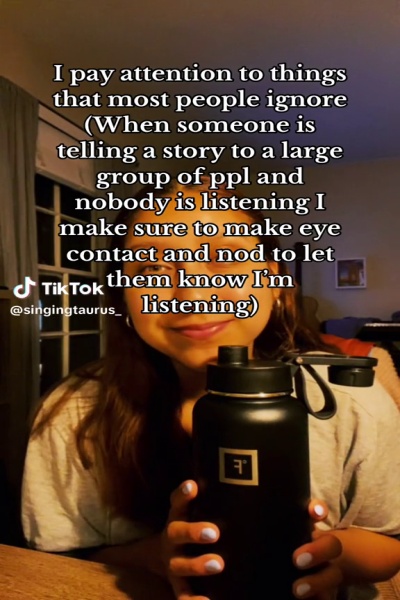 I pay attention to things
that most people ignore
(When someone is
telling a story to a large
group of ppl and
nobody is listening I
make sure to make eye
contact and nod to let
them know I'm
listening)
TikTok
@singingtaurus_